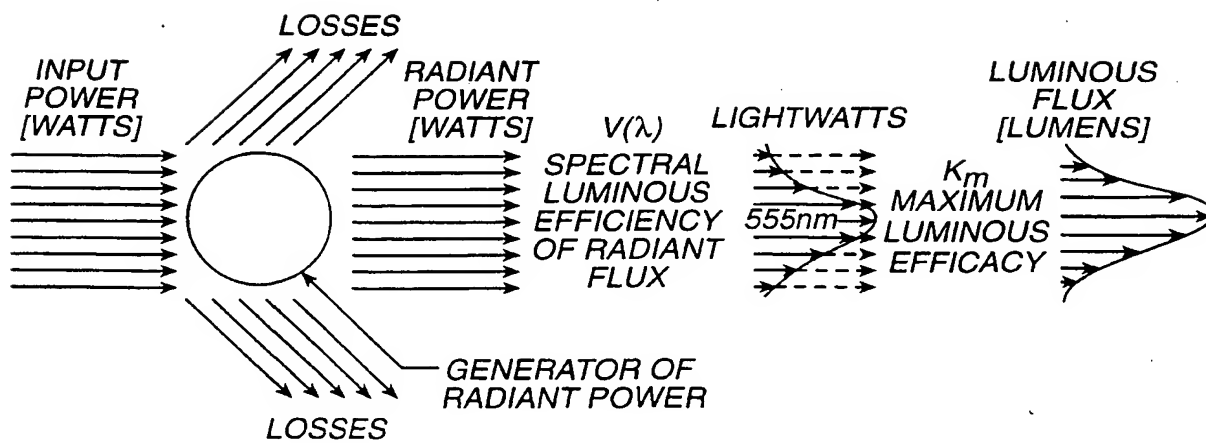 LOSSES
INPUT
POWER
[WATTS]
RADIANT
POWER
[WATTS]
V(λ)
SPECTRAL
LUMINOUS
EFFICIENCY
OF RADIANT
FLUX
LIGHTWATTS
555nm
Km
MAXIMUM
LUMINOUS
EFFICACY
LUMINOUS
FLUX
[LUMENS]
GENERATOR OF
RADIANT POWER
LOSSES